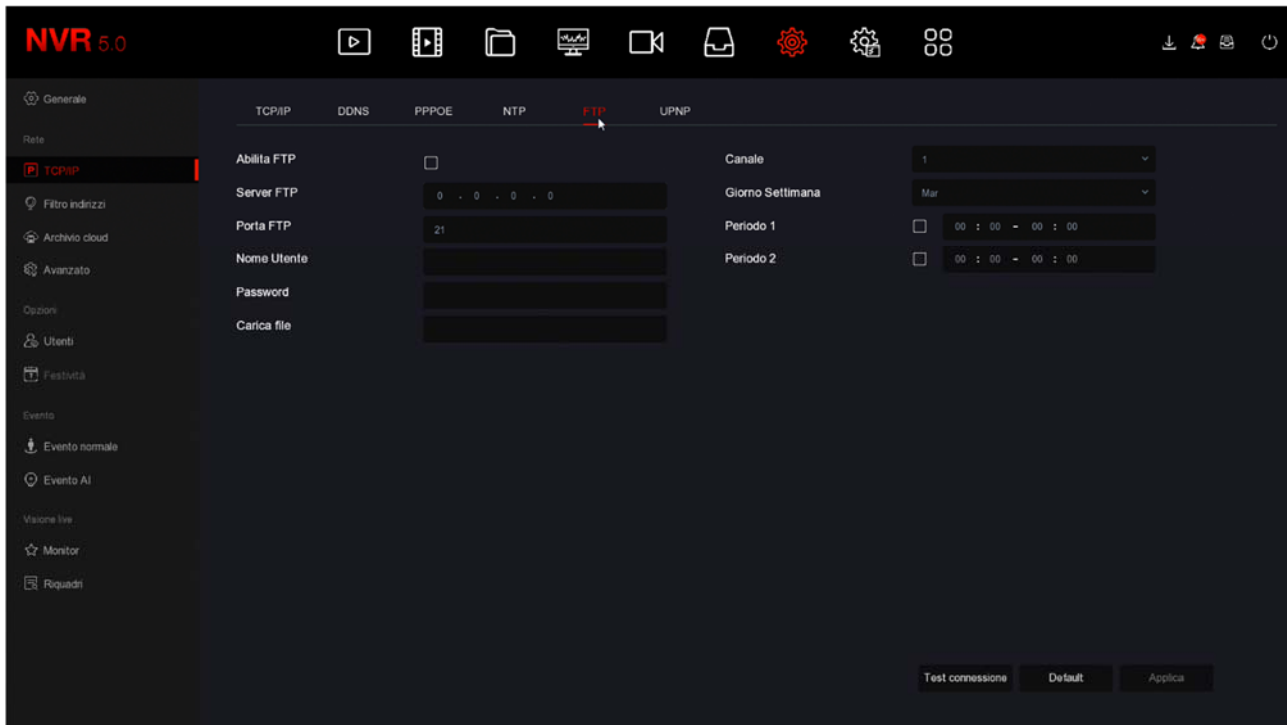 NVR 5.0
Generale
Rete
TCP/IP
Filtro indirizzi
Archivio cloud
Avanzato
Opzioni
Utenti
Festività
Evento
Evento normale
Evento AI
Visione live
Monitor
Riquadri
TCP/IP DDNS PPPOE NTP FTP UPNP
Abilita FTP
Server FTP 0 . 0 . 0 . 0
Porta FTP 21
Nome Utente
Password
Carica file
Canale 1
Giorno Settimana Mar
Periodo 1 00 : 00 - 00 : 00
Periodo 2 00 : 00 - 00 : 00
Test connessione Default Applica